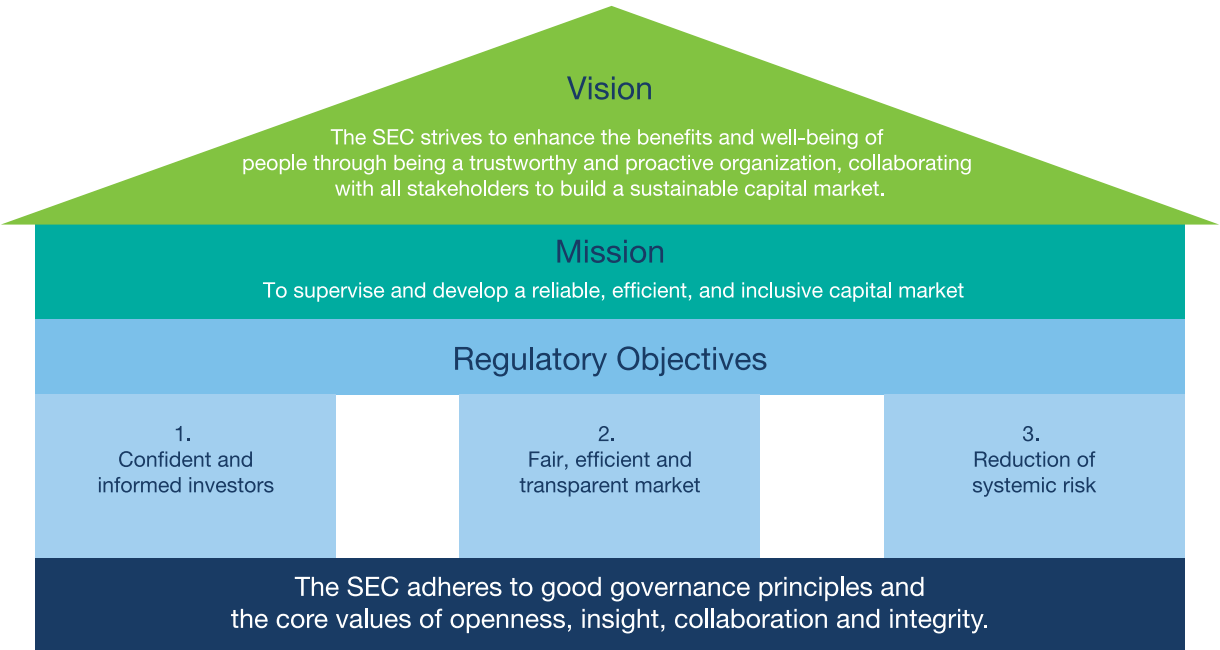 Vision
The SEC strives to enhance the benefits and well-being of
people through being a trustworthy and proactive organization, collaborating
with all stakeholders to build a sustainable capital market.
Mission
To supervise and develop a reliable, efficient, and inclusive capital market
Regulatory Objectives
1.
Confident and
informed investors
2.
Fair, efficient and
transparent market
3.
Reduction of
systemic risk
The SEC adheres to good governance principles and
the core values of openness, insight, collaboration and integrity.